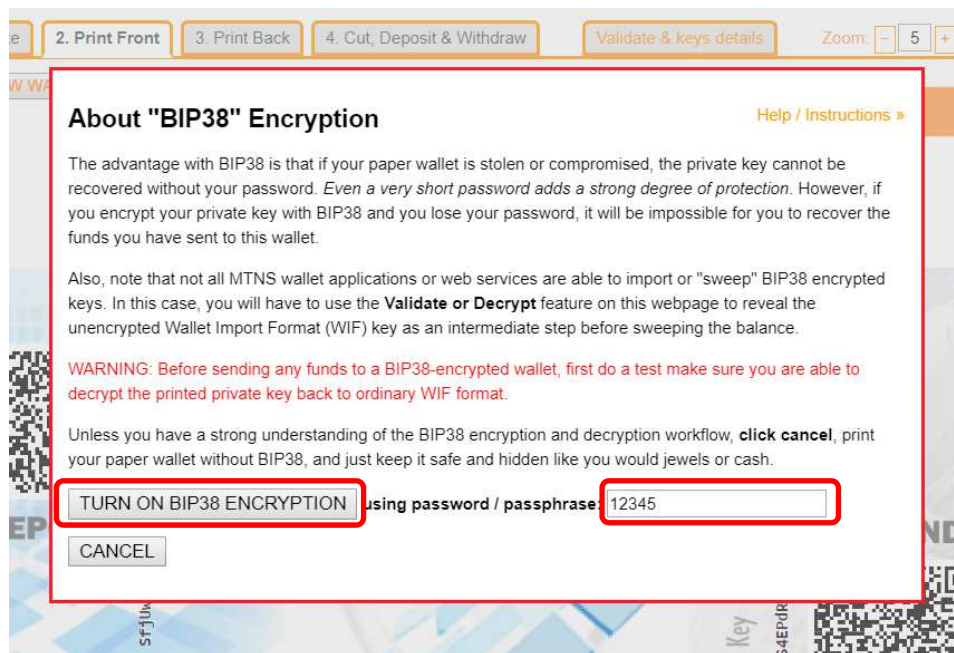 2. Print Front
3. Print Back
4. Cut, Deposit & Withdraw
Validate & keys details
Zoom: - 5 +
About "BIP38" Encryption
Help / Instructions »
The advantage with BIP38 is that if your paper wallet is stolen or compromised, the private key cannot be
recovered without your password. Even a very short password adds a strong degree of protection. However, if
you encrypt your private key with BIP38 and you lose your password, it will be impossible for you to recover the
funds you have sent to this wallet.
Also, note that not all MTNS wallet applications or web services are able to import or "sweep" BIP38 encrypted
keys. In this case, you will have to use the Validate or Decrypt feature on this webpage to reveal the
unencrypted Wallet Import Format (WIF) key as an intermediate step before sweeping the balance.
WARNING: Before sending any funds to a BIP38-encrypted wallet, first do a test make sure you are able to
decrypt the printed private key back to ordinary WIF format.
Unless you have a strong understanding of the BIP38 encryption and decryption workflow, click cancel, print
your paper wallet without BIP38, and just keep it safe and hidden like you would jewels or cash.
TURN ON BIP38 ENCRYPTION using password / passphrase: 12345
CANCEL
Key